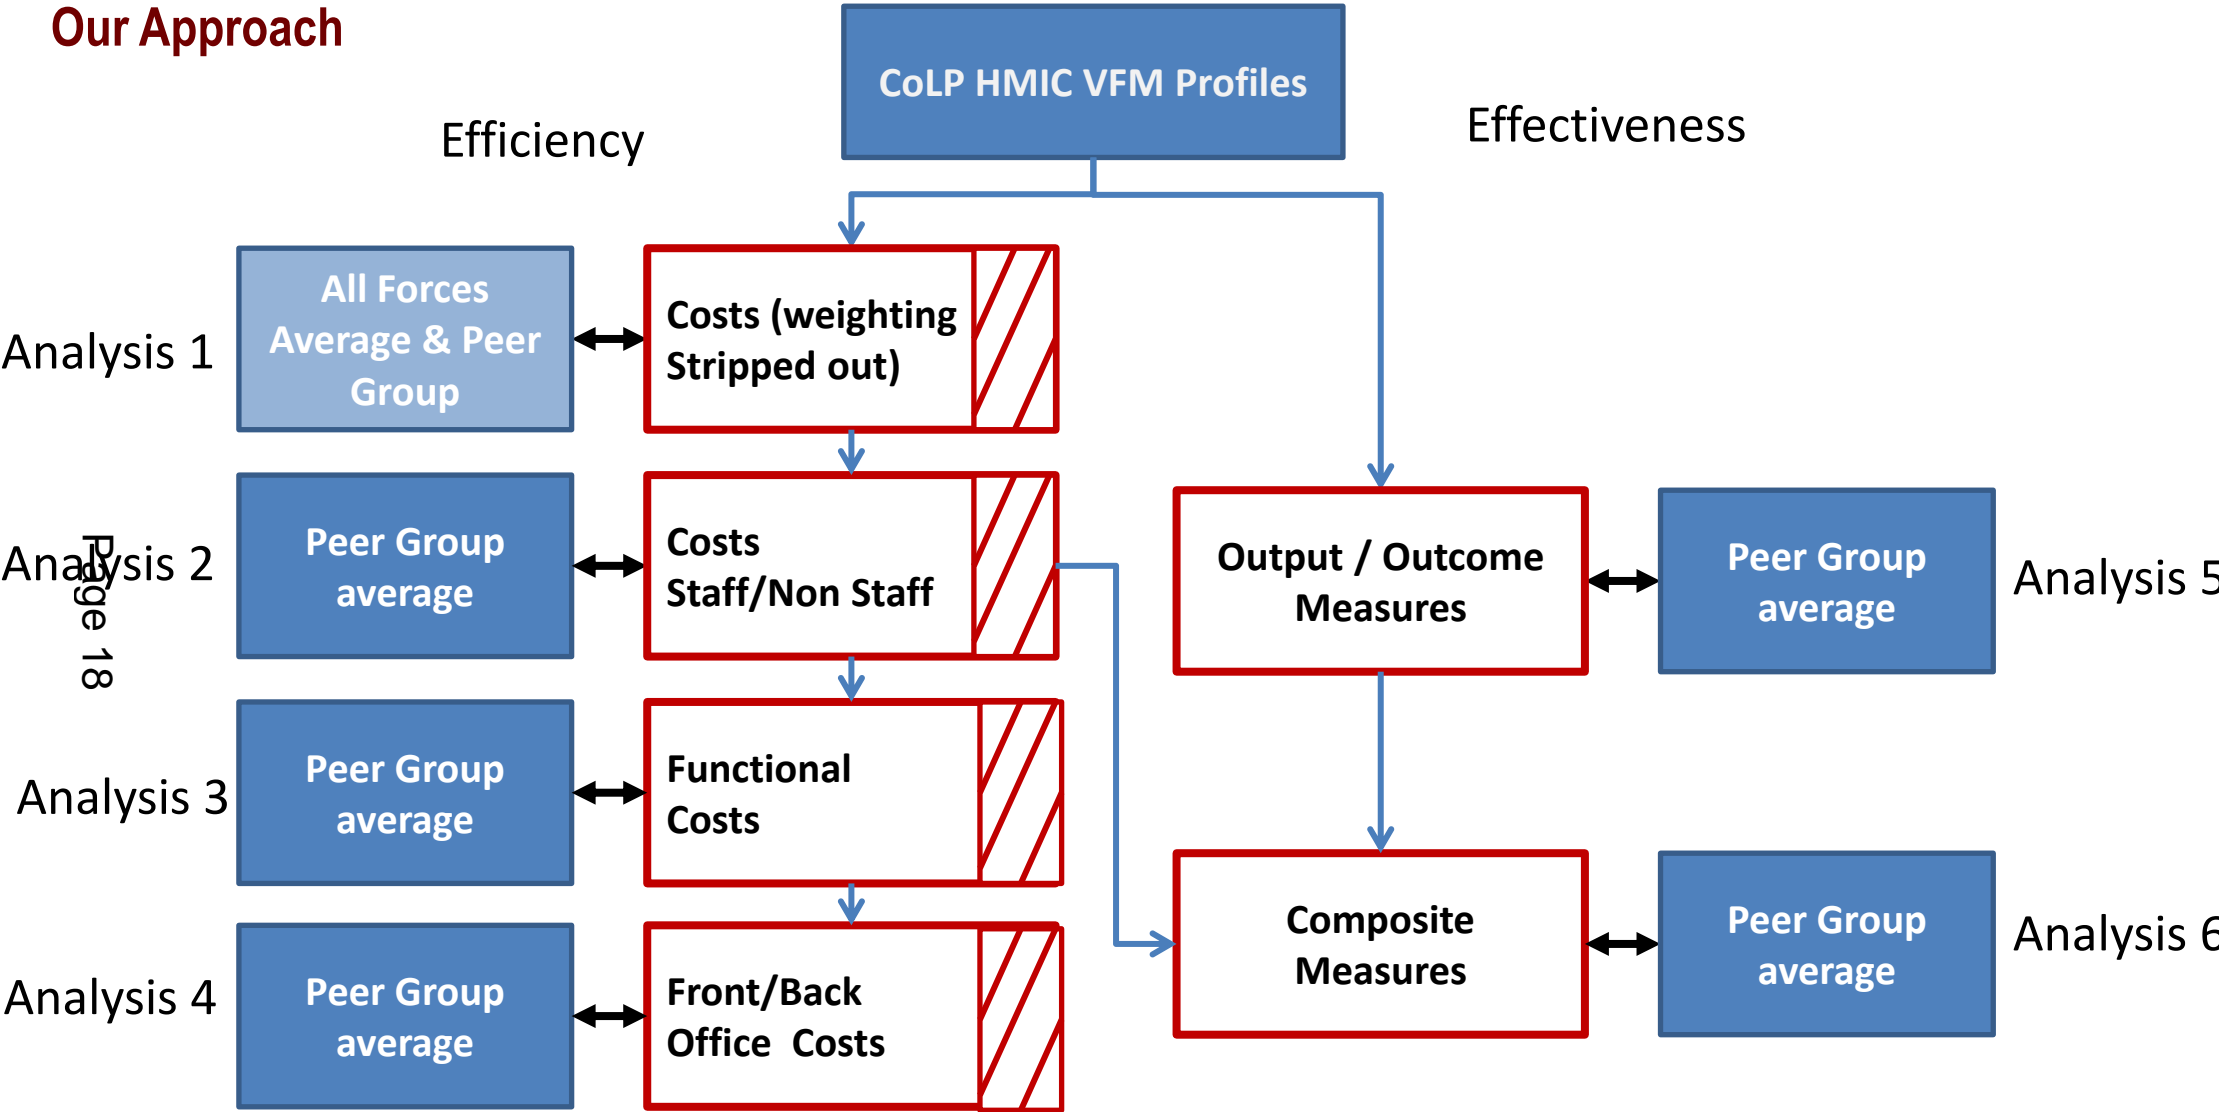 Our Approach
CoLP HMIC VFM Profiles
Efficiency
Effectiveness
Analysis 1
All Forces
Average & Peer
Group
Costs (weighting
Stripped out)
Analysis 2
Peer Group
average
Costs
Staff/Non Staff
Output / Outcome
Measures
Peer Group
average
Analysis 5
Page 18
Analysis 3
Peer Group
average
Functional
Costs
Composite
Measures
Peer Group
average
Analysis 6
Analysis 4
Peer Group
average
Front/Back
Office Costs